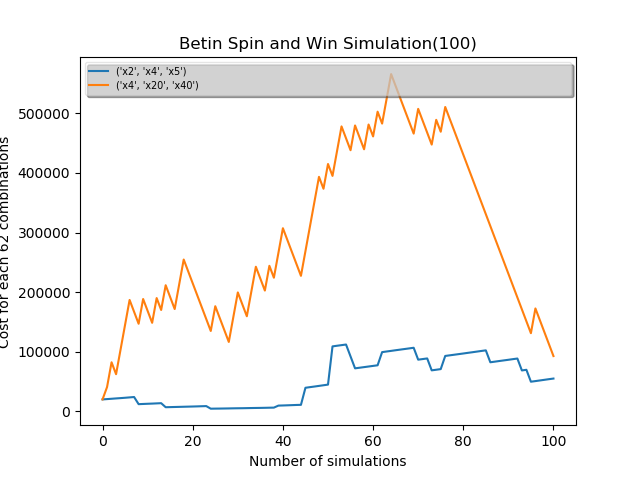 Betin Spin and Win Simulation(100)
('x2', 'x4', 'x5')
('x4', 'x20', 'x40')
500000
400000
300000
200000
100000
0
Cost for each 62 combinations
0 20 40 60 80 100
Number of simulations